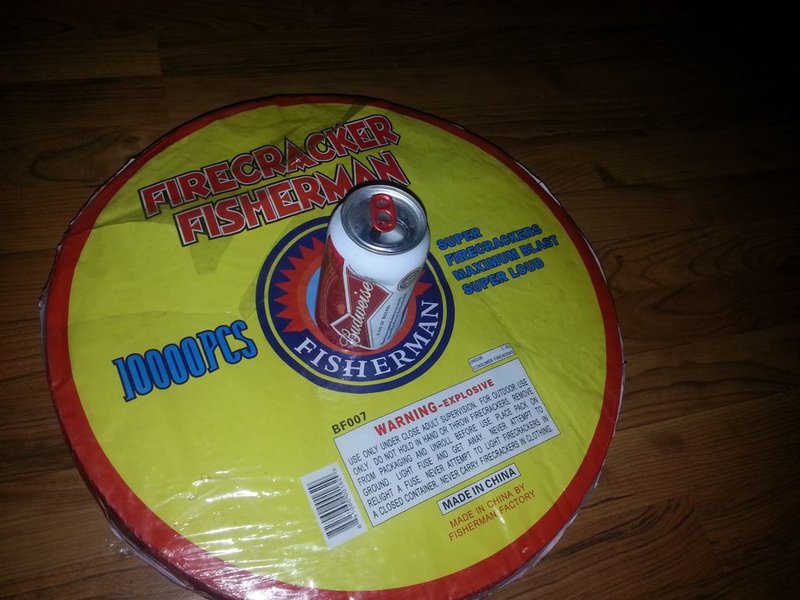 FIRECRACKER
FISHERMAN
SUPER
FIRECRACKERS
MAXIMUM BLAST
SUPER LOUD
Budweiser
10000PCS
FISHERMAN
CONSUMER FIREWORKS
BF007
WARNING-EXPLOSIVE
USE ONLY UNDER CLOSE ADULT SUPERVISION. FOR OUTDOOR USE
ONLY. DO NOT HOLD IN HAND OR THROW FIRECRACKERS. REMOVE
FROM PACKAGING AND UNROLL BEFORE USE. PLACE PACK ON
GROUND. LIGHT FUSE AND GET AWAY. NEVER ATTEMPT TO
RELIGHT A FUSE. NEVER ATTEMPT TO LIGHT FIRECRACKERS IN
A CLOSED CONTAINER. NEVER CARRY FIRECRACKERS IN CLOTHING.
MADE IN CHINA
MADE IN CHINA BY
FISHERMAN FACTORY